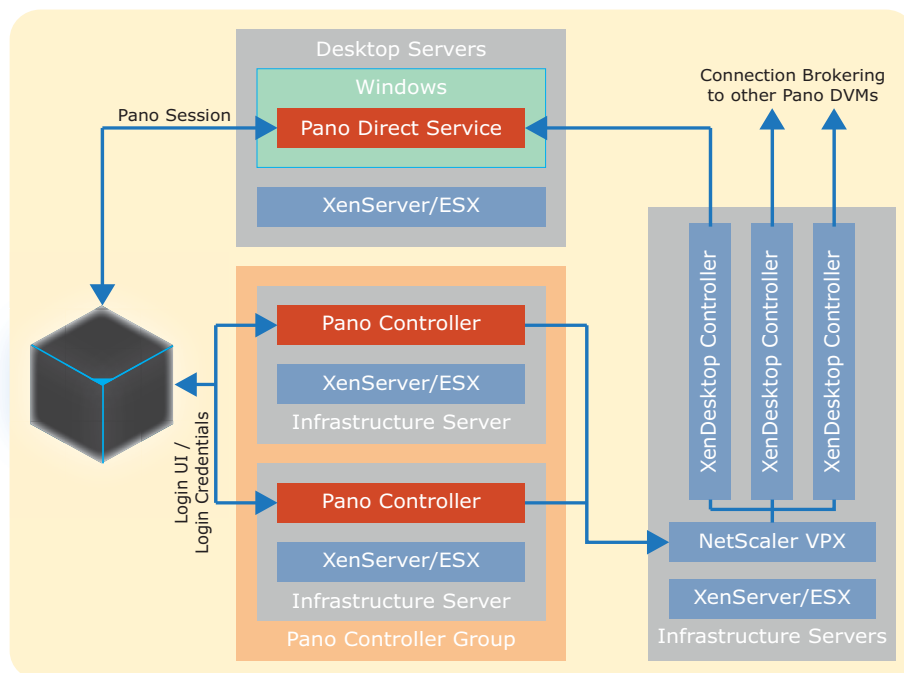 Desktop Servers
Windows
Pano Direct Service
XenServer/ESX
Pano Session
Connection Brokering
to other Pano DVMs
Pano Controller
XenServer/ESX
Infrastructure Server
Pano Controller
XenServer/ESX
Infrastructure Server
Pano Controller Group
Login UI /
Login Credentials
XenDesktop Controller
XenDesktop Controller
XenDesktop Controller
NetScaler VPX
XenServer/ESX
Infrastructure Servers